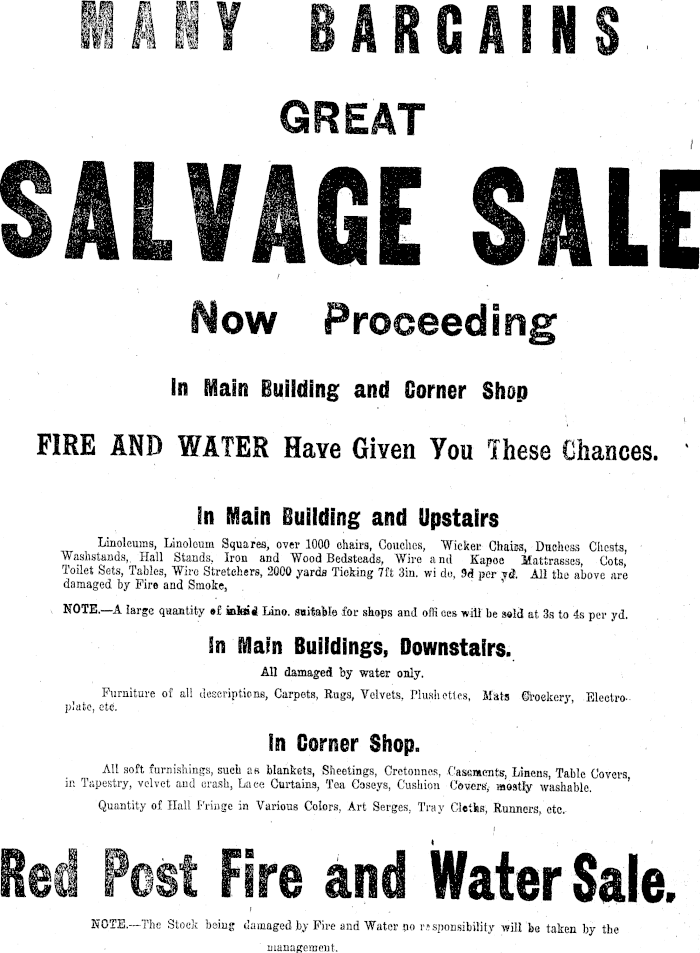 MANY BARGAINS
GREAT
SALVAGE SALE
Now Proceeding
In Main Building and Corner Shop
FIRE AND WATER Have Given You These Chances.
In Main Building and Upstairs
Linoleums, Linoleum Squares, over 1000 chairs, Couches, Wicker Chairs, Duchess Chests,
Washstands, Hall Stands, Iron and Wood Bedsteads, Wire and Kapoc Mattrasses, Cots,
Toilet Sets, Tables, Wire Stretchers, 2000 yards Ticking 7ft 3in. wide, 9d per yd. All the above are
damaged by Fire and Smoke,
NOTE.—A large quantity of Lino. suitable for shops and offices will be sold at 3s to 4s per yd.
In Main Buildings, Downstairs.
All damaged by water only.
Furniture of all descriptions, Carpets, Rugs, Velvets, Plushettes, Mats Crockery, Electro-
plate, etc.
In Corner Shop.
All soft furnishings, such as blankets, Sheetings, Cretonnes, Casements, Linens, Table Covers,
in Tapestry, velvet and crash, Lace Curtains, Tea Coseys, Cushion Covers, mostly washable.
Quantity of Hall Fringe in Various Colors, Art Serges, Tray Cloths, Runners, etc.
Red Post Fire and Water Sale.
NOTE.—The Stock being damaged by Fire and Water no responsibility will be taken by the
management.